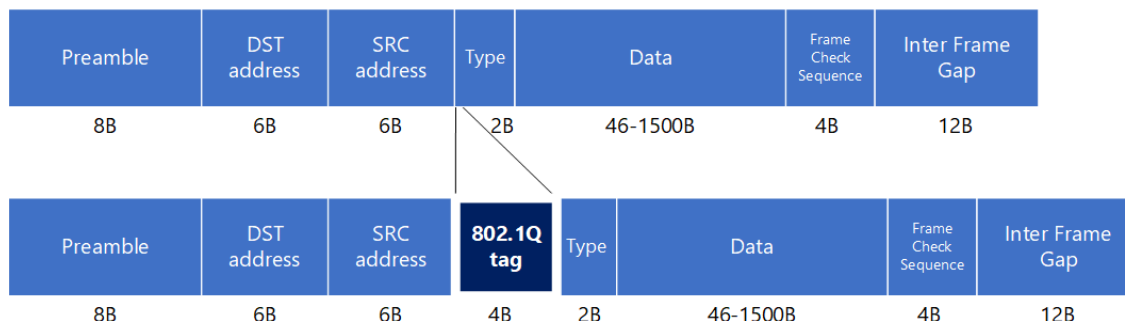 Preamble
DST
address
SRC
address
Type
Data
Frame
Check
Sequence
Inter Frame
Gap
8B
6B
6B
2B
46-1500B
4B
12B
Preamble
DST
address
SRC
address
802.1Q
tag
Type
Data
Frame
Check
Sequence
Inter Frame
Gap
8B
6B
6B
4B
2B
46-1500B
4B
12B